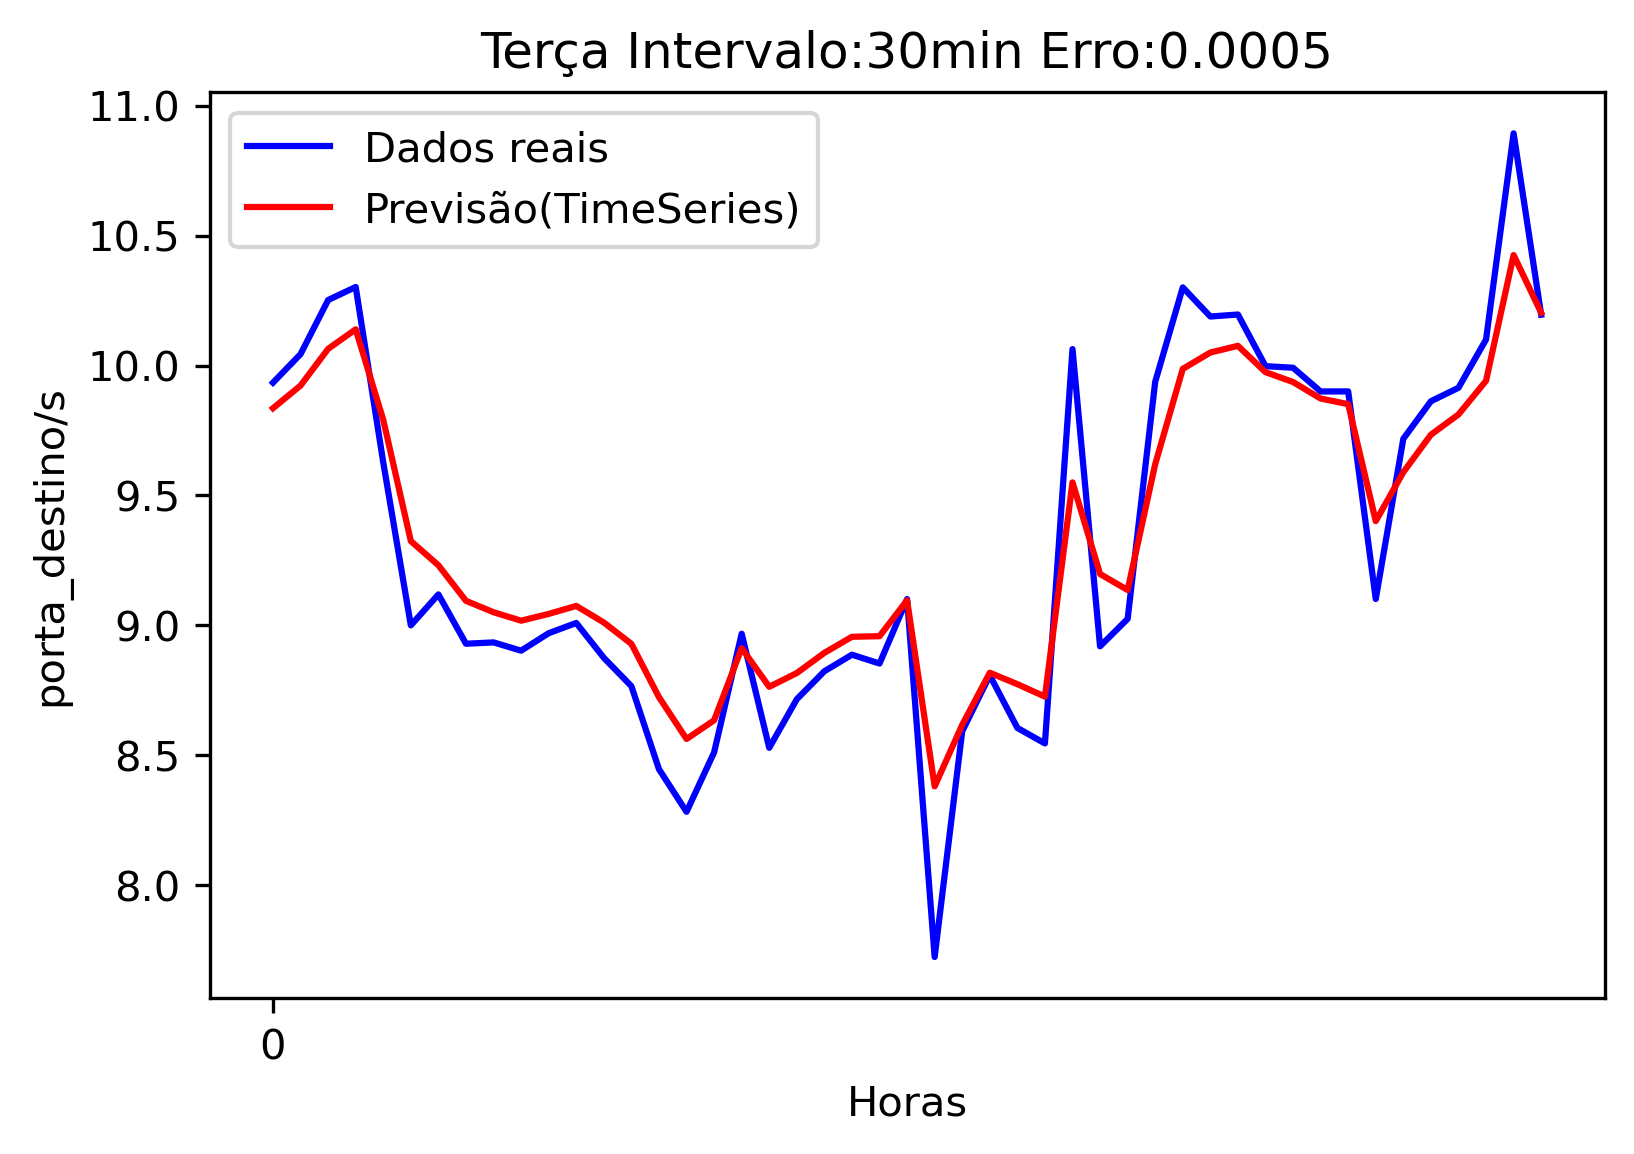 Terça Intervalo:30min Erro:0.0005
Dados reais
Previsão(TimeSeries)
porta_destino/s
11.0
10.5
10.0
9.5
9.0
8.5
8.0
0
Horas